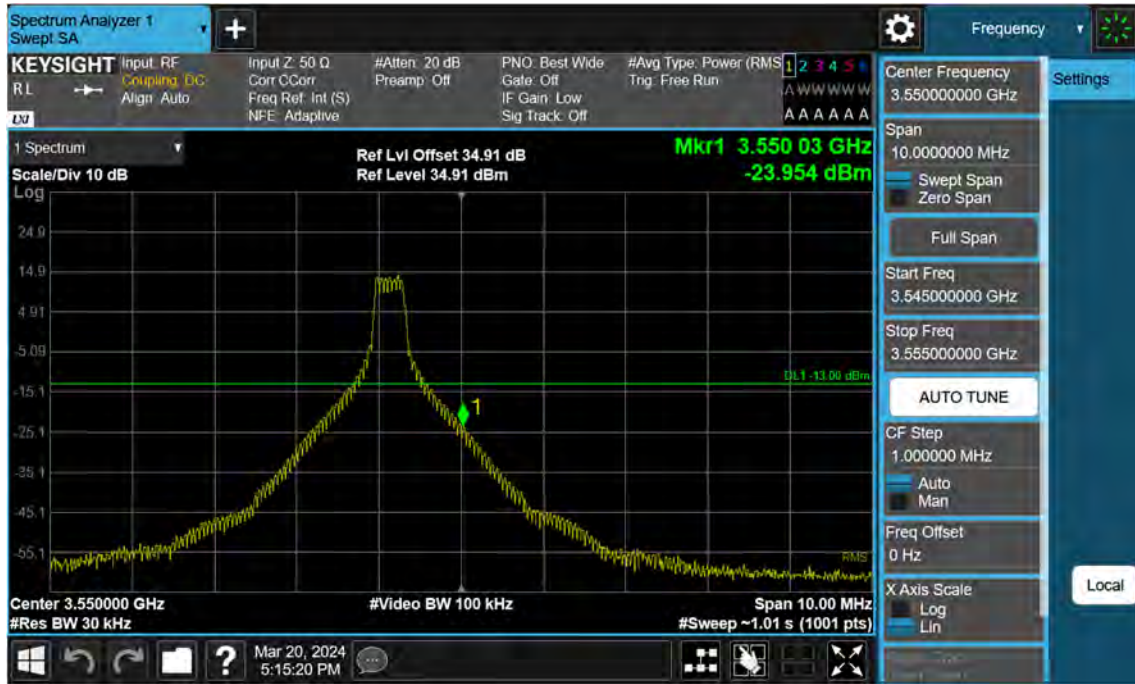 Spectrum Analyzer 1
Swept SA
+
Frequency
KEYSIGHT
RL
LXI
Input: RF
Coupling: DC
Align: Auto
Input Z: 50 Ω
Corr CCorr
Freq Ref: Int (S)
NFE: Adaptive
#Atten: 20 dB
Preamp: Off
PNO: Best Wide
Gate: Off
IF Gain: Low
Sig Track: Off
#Avg Type: Power (RMS
Trig: Free Run
1 2 3 4 5 6
A W W W W W
A A A A A A
1 Spectrum
Scale/Div 10 dB
Ref Lvl Offset 34.91 dB
Ref Level 34.91 dBm
Mkr1 3.550 03 GHz
-23.954 dBm
Log
24.9
14.9
4.91
-5.09
-15.1
-25.1
-35.1
-45.1
-55.1
DL1 -13.00 dBm
1
RMS
Center 3.550000 GHz
#Res BW 30 kHz
#Video BW 100 kHz
Span 10.00 MHz
#Sweep ~1.01 s (1001 pts)
Center Frequency
3.550000000 GHz
Settings
Span
10.0000000 MHz
Swept Span
Zero Span
Full Span
Start Freq
3.545000000 GHz
Stop Freq
3.555000000 GHz
AUTO TUNE
CF Step
1.000000 MHz
Auto
Man
Freq Offset
0 Hz
X Axis Scale
Log
Lin
Local
?
Mar 20, 2024
5:15:20 PM